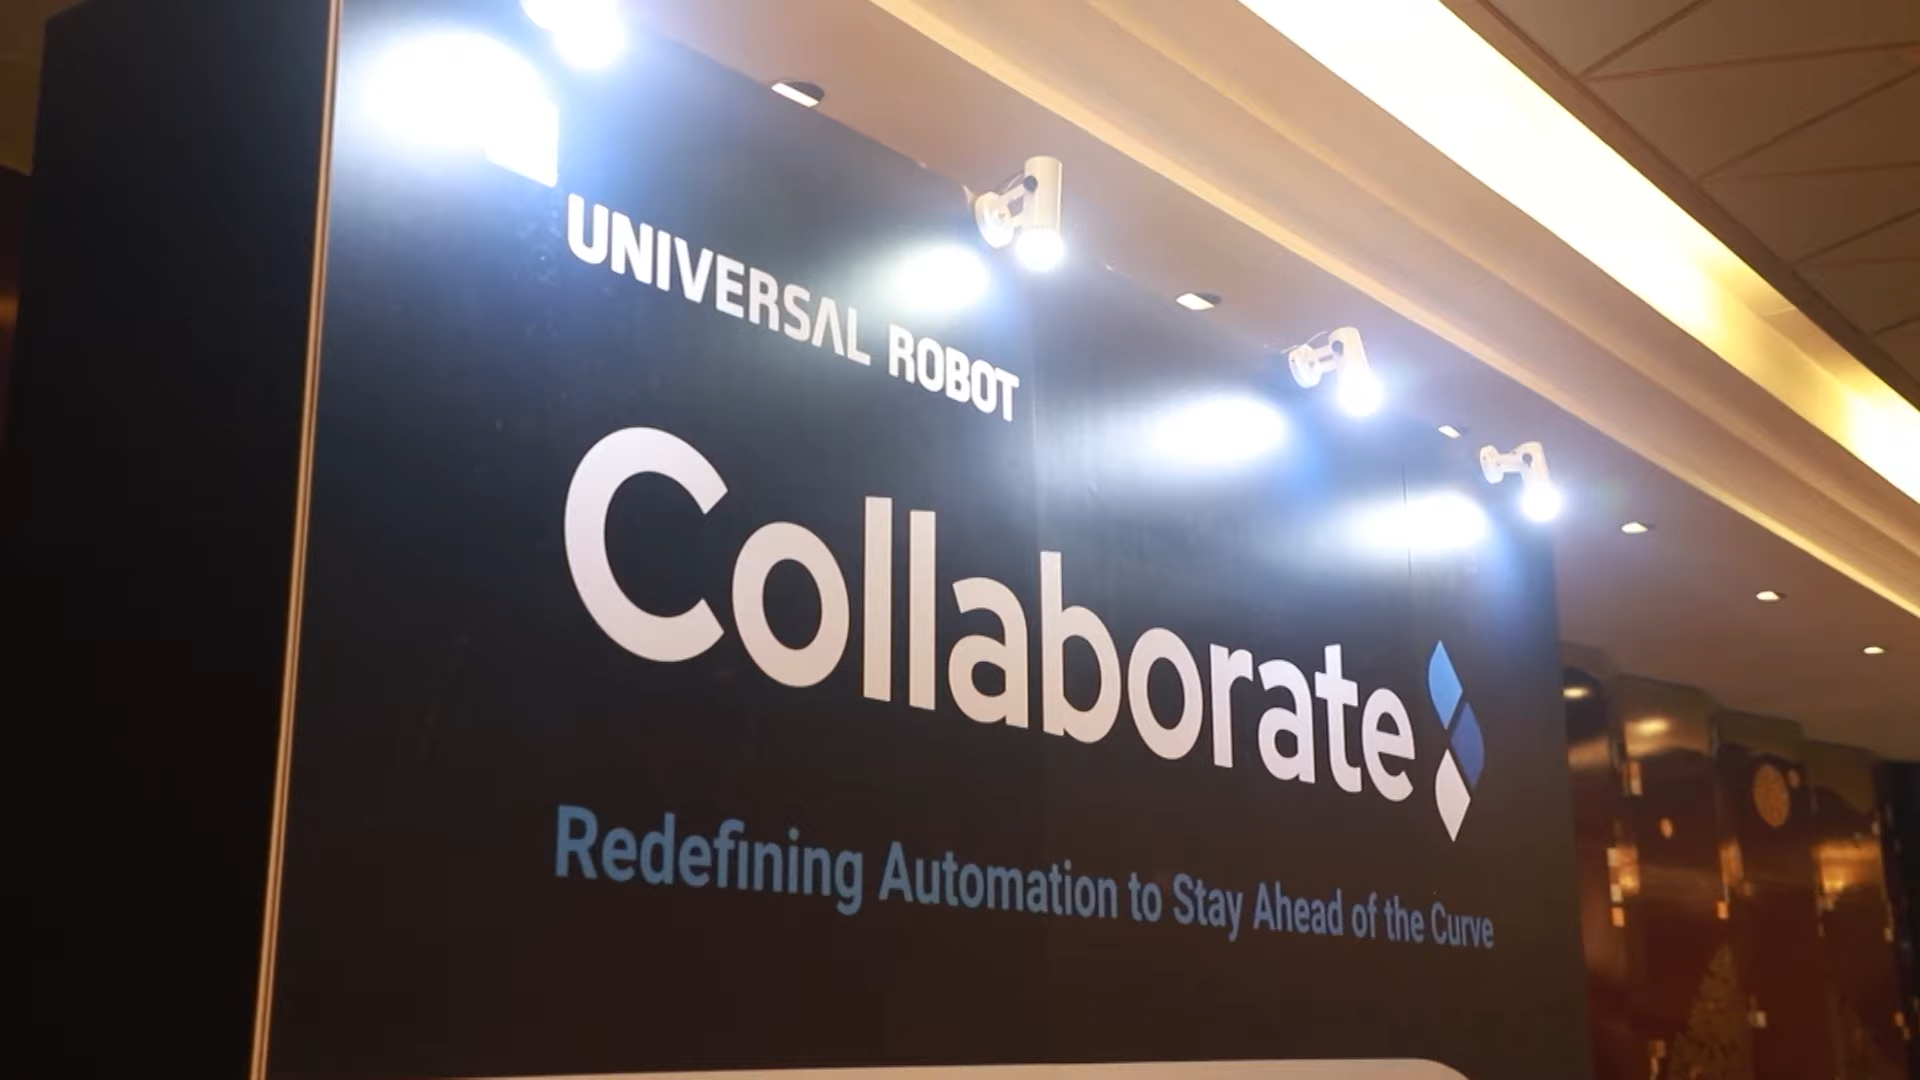 UNIVERSAL ROBOT
Collaborate
Redefining Automation to Stay Ahead of the Curve